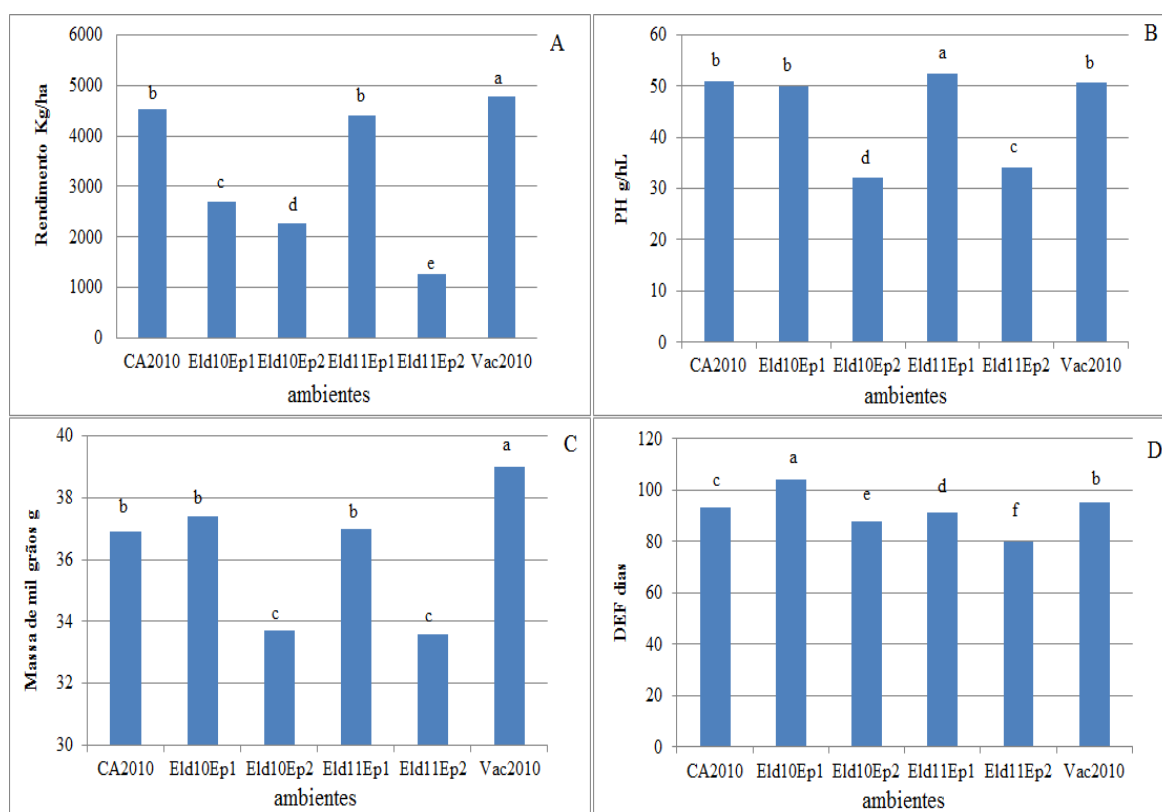 A
Rendimento Kg/ha
6000
5000
4000
3000
2000
1000
0
b
c
d
b
e
a
CA2010 Eld10Ep1 Eld10Ep2 Eld11Ep1 Eld11Ep2 Vac2010
ambientes
B
PH g/hL
60
50
40
30
20
10
0
b
b
d
a
c
b
CA2010 Eld10Ep1 Eld10Ep2 Eld11Ep1 Eld11Ep2 Vac2010
ambientes
C
Massa de mil grãos g
40
38
36
34
32
30
b
b
c
b
c
a
CA2010 Eld10Ep1 Eld10Ep2 Eld11Ep1 Eld11Ep2 Vac2010
ambientes
D
DEF dias
120
100
80
60
40
20
0
c
a
e
d
f
b
CA2010 Eld10Ep1 Eld10Ep2 Eld11Ep1 Eld11Ep2 Vac2010
ambientes